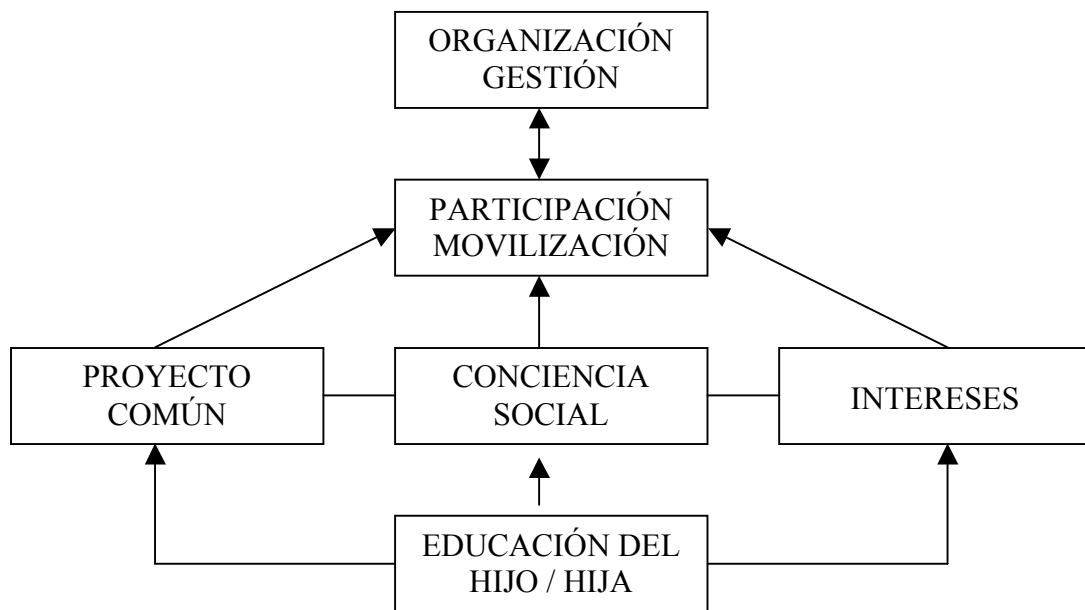 ORGANIZACIÓN
GESTIÓN
PARTICIPACIÓN
MOVILIZACIÓN
PROYECTO
COMÚN
CONCIENCIA
SOCIAL
INTERESES
EDUCACIÓN DEL
HIJO / HIJA